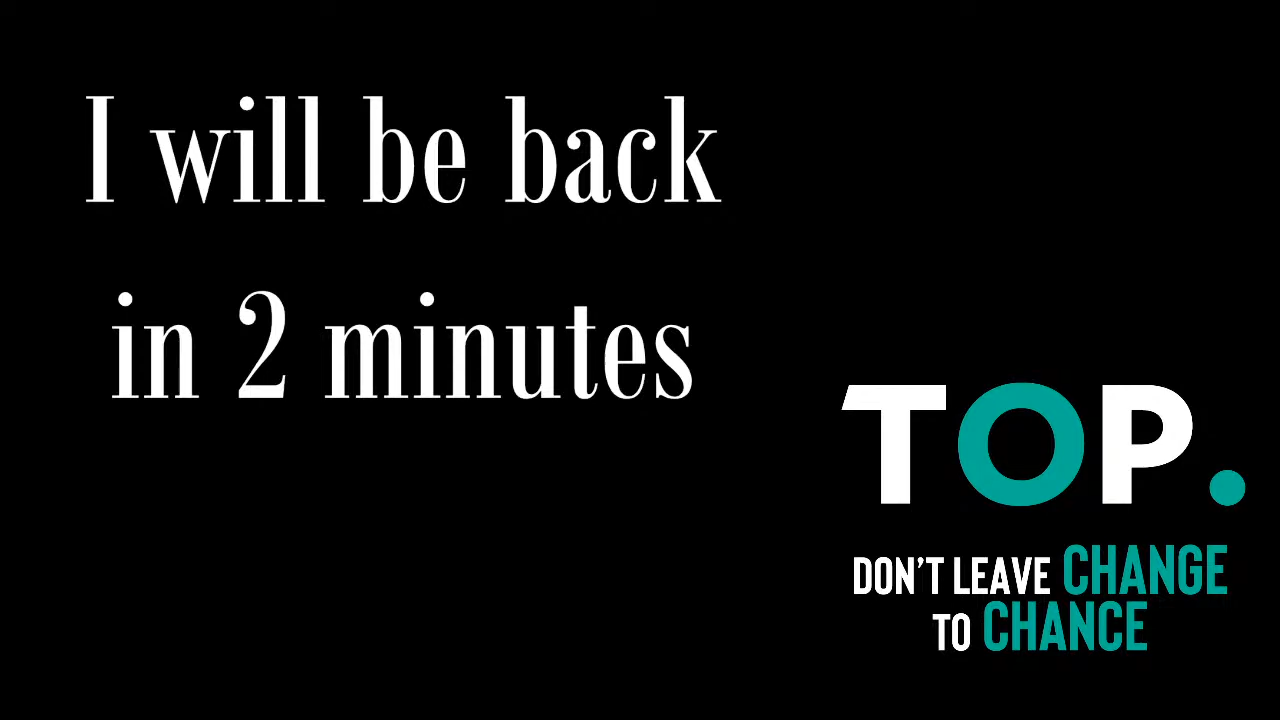 I will be back
in 2 minutes
TOP.
DON'T LEAVE CHANGE
TO CHANCE